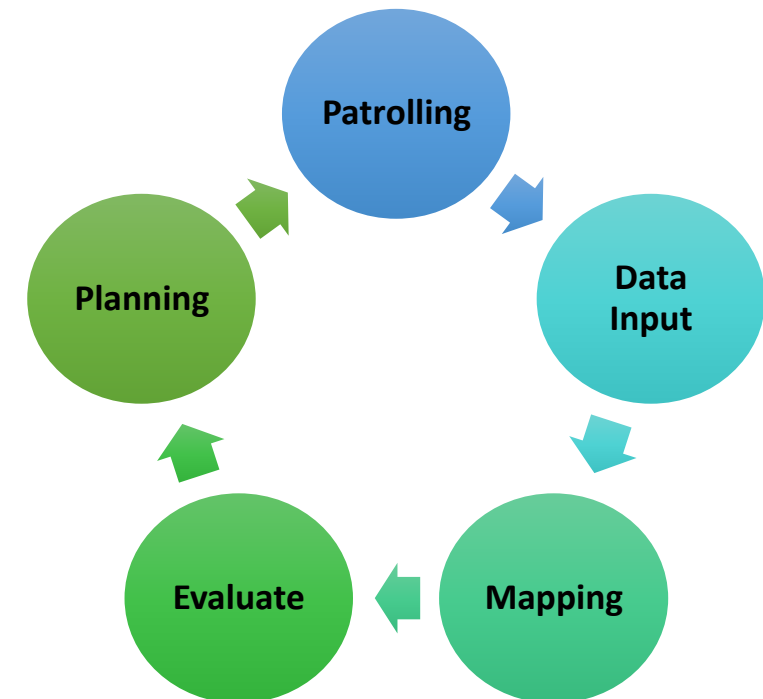 Patrolling
Data
Input
Mapping
Evaluate
Planning